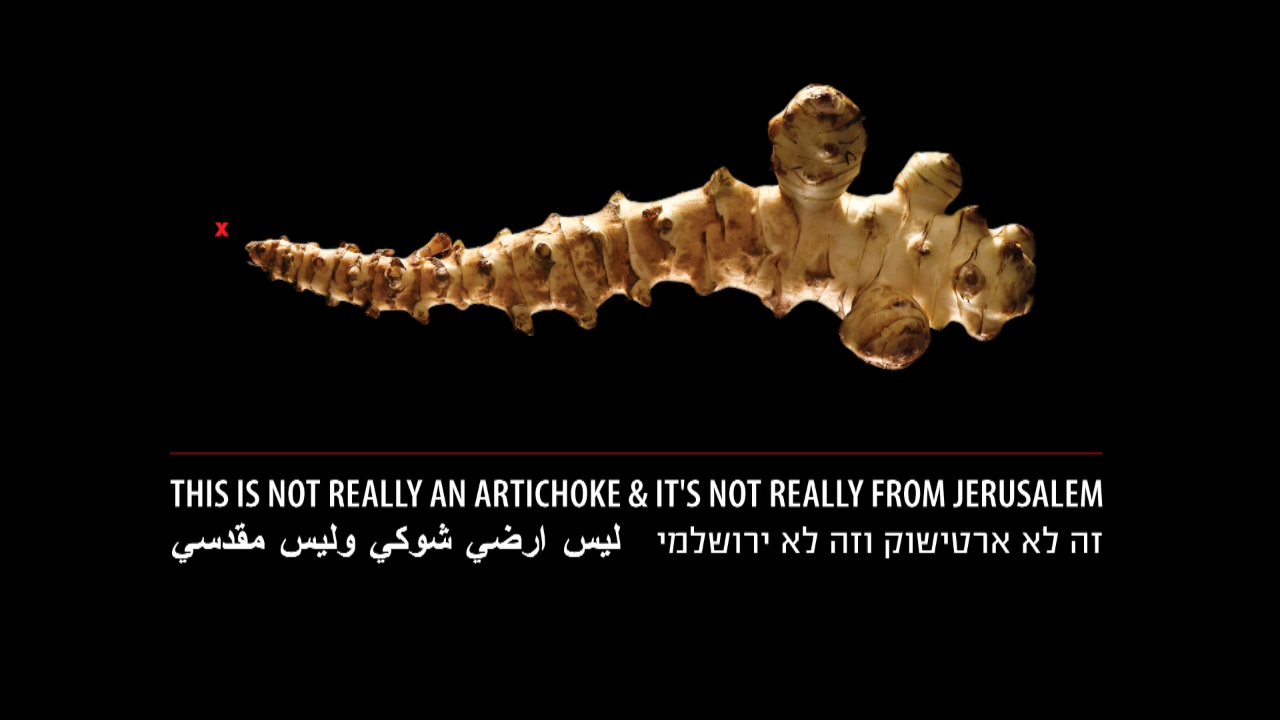 x
THIS IS NOT REALLY AN ARTICHOKE & IT'S NOT REALLY FROM JERUSALEM
ليس ارضي شوكي وليس مقدسي
זה לא ארטישוק וזה לא ירושלמי